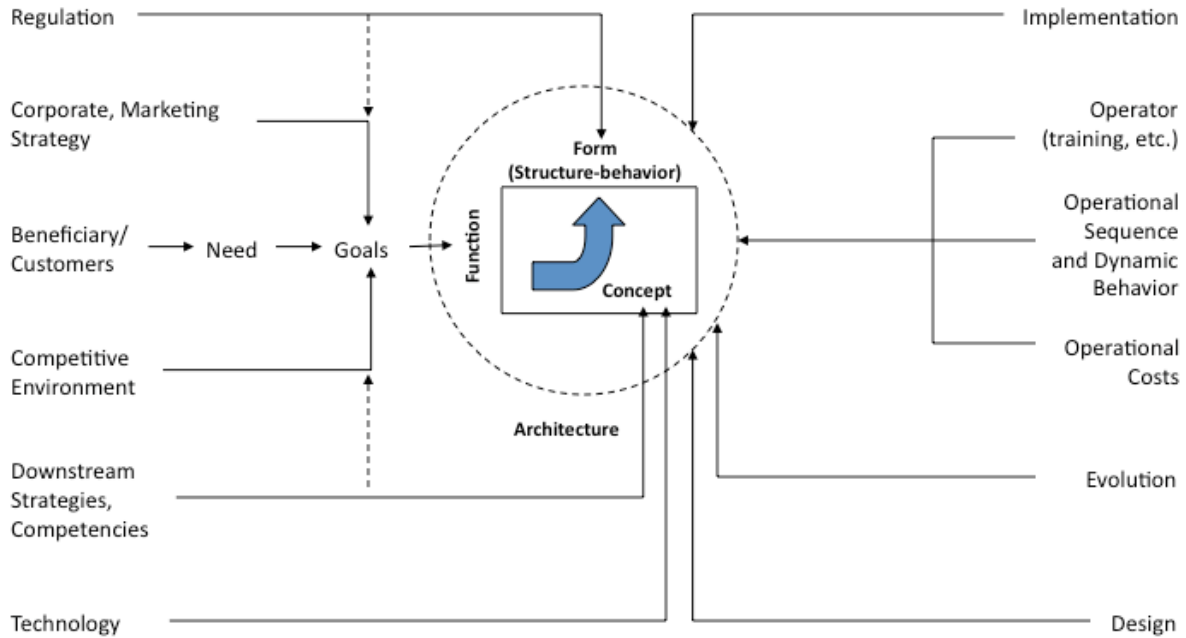 Regulation
Implementation
Corporate, Marketing
Strategy
Operator
(training, etc.)
Form
(Structure-behavior)
Beneficiary/
Customers
Need
Goals
Function
Concept
Operational
Sequence
and Dynamic
Behavior
Competitive
Environment
Operational
Costs
Architecture
Downstream
Strategies,
Competencies
Evolution
Technology
Design